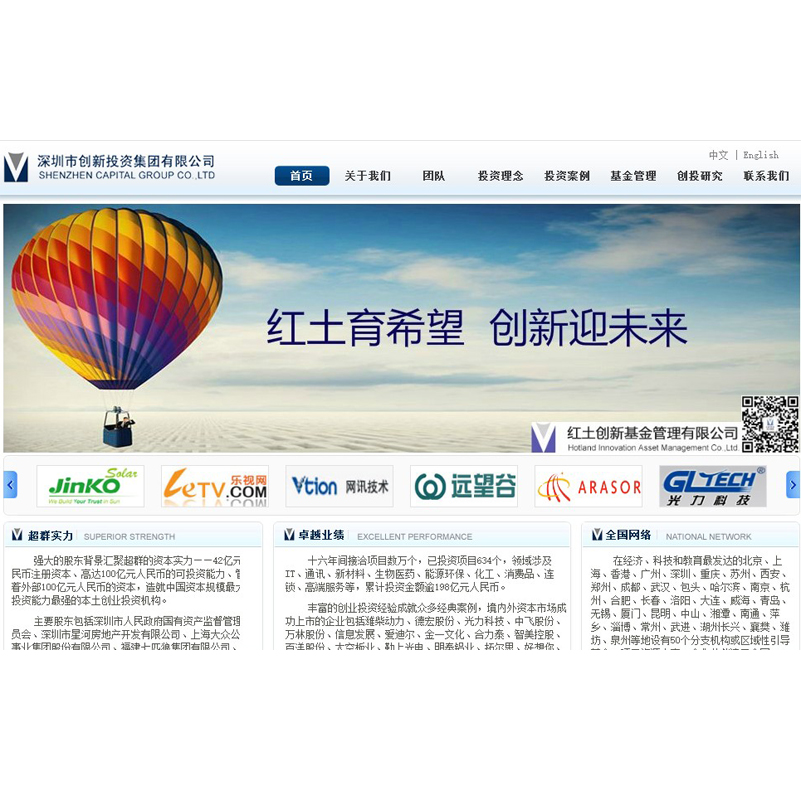 深圳市创新投资集团有限公司
SHENZHEN CAPITAL GROUP CO.,LTD
中文 | English
首页 关于我们 团队 投资理念 投资案例 基金管理 创投研究 联系我们
红土育希望 创新迎未来
红土创新基金管理有限公司
Hotland Innovation Asset Management Co.,Ltd.
JinKO Solar
We Build Your Trust in Sun
LETV 乐视网 .COM
Vtion 网讯技术
远望谷
ARASOR
GLTECH®
光力科技
超群实力 SUPERIOR STRENGTH
强大的股东背景汇聚超群的资本实力——42亿元
民币注册资本、高达100亿元人民币的可投资能力、管
着外部100亿元人民币的资本，造就中国资本规模最大
投资能力最强的本土创业投资机构。
主要股东包括深圳市人民政府国有资产监督管理
员会、深圳市星河房地产开发有限公司、上海大众公
事业集团股份有限公司、福建七匹狼集团有限公司、
卓越业绩 EXCELLENT PERFORMANCE
十六年间接洽项目数万个，已投资项目634个，领域涉及
IT、通讯、新材料、生物医药、能源环保、化工、消费品、连
锁、高端服务等，累计投资金额逾198亿元人民币。
丰富的创业投资经验成就众多经典案例，境内外资本市场成
功上市的企业包括潍柴动力、德宏股份、光力科技、中飞股份、
万林股份、信息发展、爱迪尔、金一文化、合力泰、智美控股、
百洋股份、太空板业、勤上光电、明泰铝业、拓尔思、好想你、
全国网络 NATIONAL NETWORK
在经济、科技和教育最发达的北京、上
海、香港、广州、深圳、重庆、苏州、西安、
郑州、成都、武汉、包头、哈尔滨、南京、杭
州、合肥、长春、洛阳、大连、威海、青岛、
无锡、厦门、昆明、中山、湘潭、南通、萍
乡、淄博、常州、武进、湖州长兴、襄樊、潍
坊、泉州等地设有50个分支机构或区域性引导